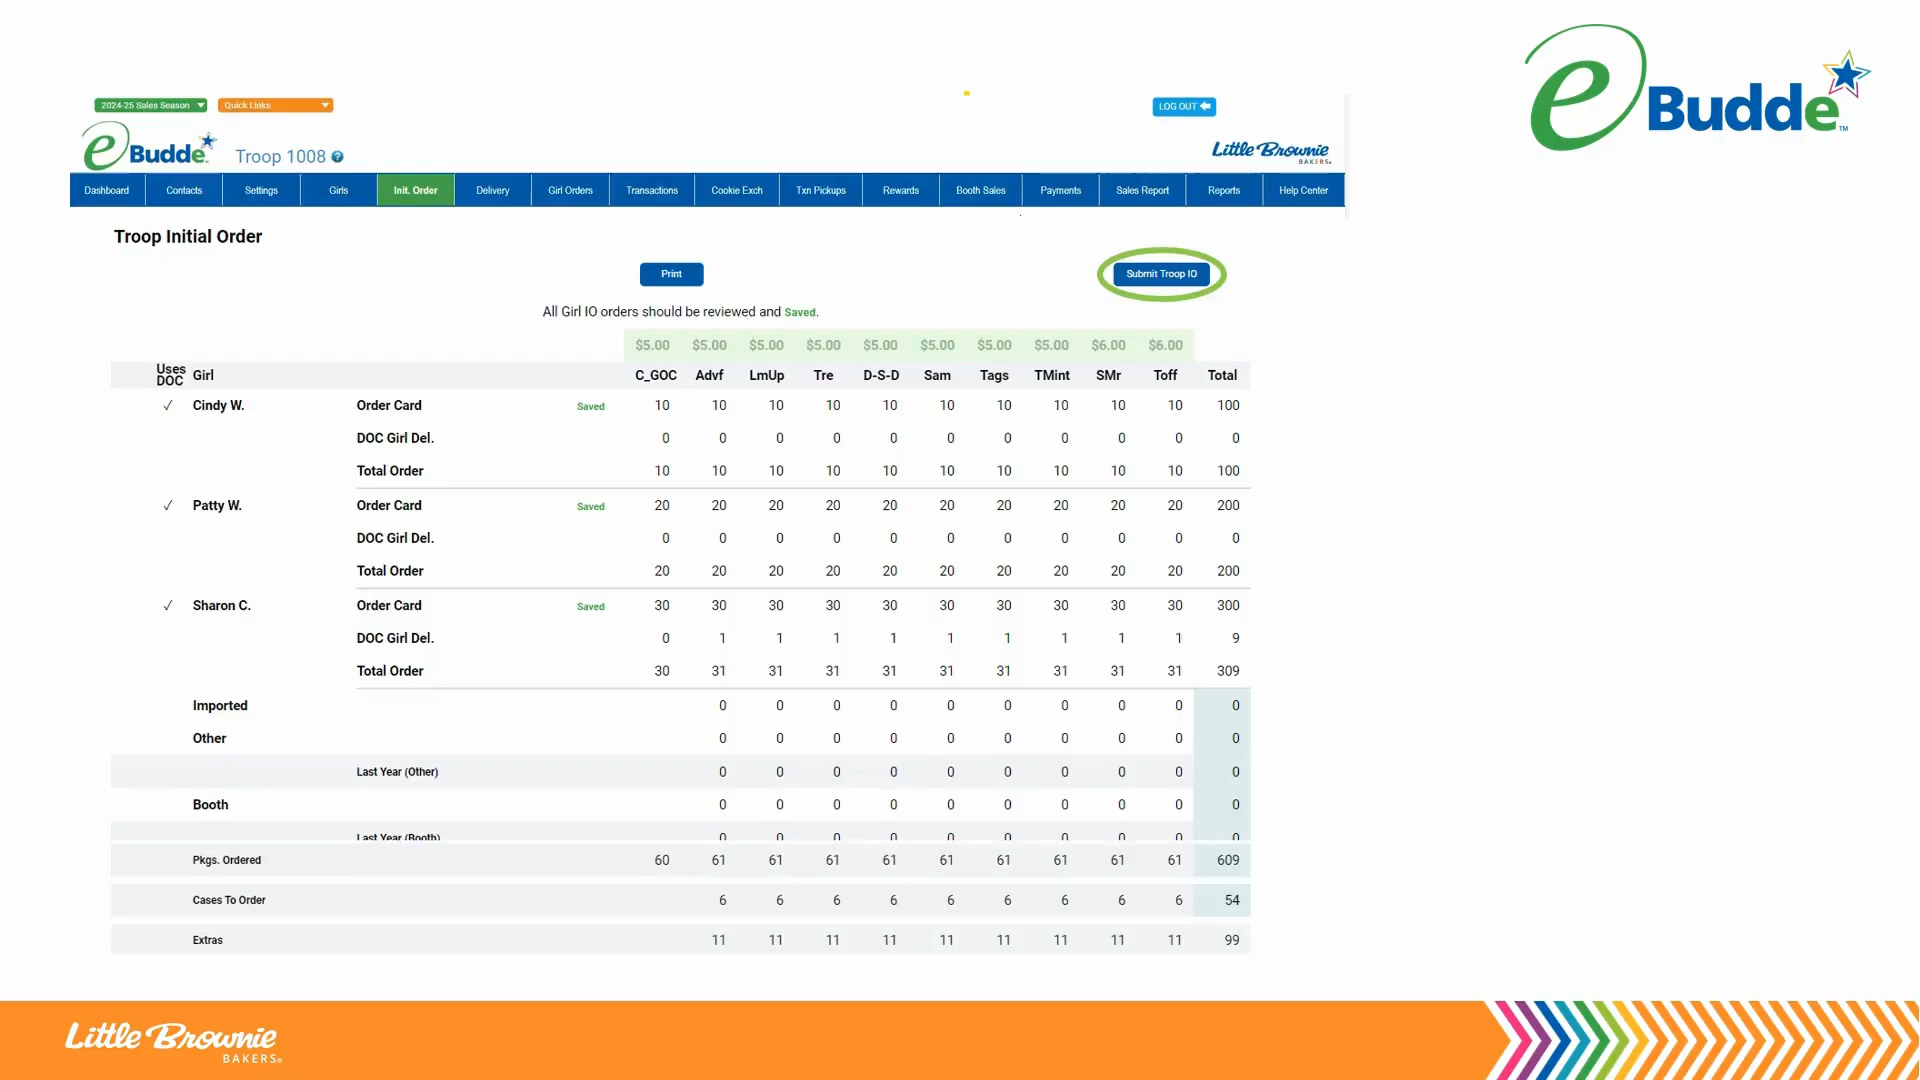 e Budde™
2024-25 Sales Season Quick Links LOG OUT
e Budde Troop 1008 ?
Little Brownie
BAKERS®
Dashboard Contacts Settings Girls Init. Order Delivery Girl Orders Transactions Cookie Exch Txn Pickups Rewards Booth Sales Payments Sales Report Reports Help Center
Troop Initial Order
Print Submit Troop IO
All Girl IO orders should be reviewed and Saved.
$5.00 $5.00 $5.00 $5.00 $5.00 $5.00 $5.00 $5.00 $6.00 $6.00
Uses DOC Girl C_GOC Advf LmUp Tre D-S-D Sam Tags TMint SMr Toff Total
✓ Cindy W. Order Card Saved 10 10 10 10 10 10 10 10 10 10 100
DOC Girl Del. 0 0 0 0 0 0 0 0 0 0 0
Total Order 10 10 10 10 10 10 10 10 10 10 100
✓ Patty W. Order Card Saved 20 20 20 20 20 20 20 20 20 20 200
DOC Girl Del. 0 0 0 0 0 0 0 0 0 0 0
Total Order 20 20 20 20 20 20 20 20 20 20 200
✓ Sharon C. Order Card Saved 30 30 30 30 30 30 30 30 30 30 300
DOC Girl Del. 0 1 1 1 1 1 1 1 1 1 9
Total Order 30 31 31 31 31 31 31 31 31 31 309
Imported 0 0 0 0 0 0 0 0 0 0
Other 0 0 0 0 0 0 0 0 0 0
Last Year (Other) 0 0 0 0 0 0 0 0 0 0
Booth 0 0 0 0 0 0 0 0 0 0
Last Year (Booth) 0 0 0 0 0 0 0 0 0 0
Pkgs. Ordered 60 61 61 61 61 61 61 61 61 61 609
Cases To Order 6 6 6 6 6 6 6 6 6 54
Extras 11 11 11 11 11 11 11 11 11 99
Little Brownie
BAKERS®